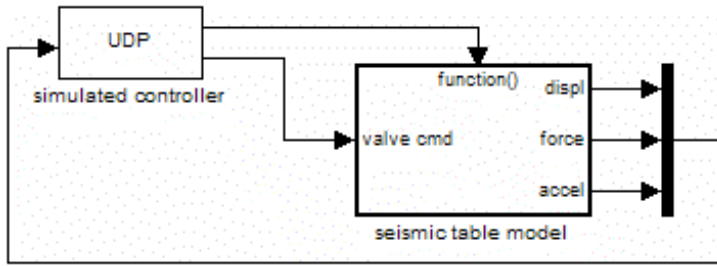 UDP
simulated controller
function()
displ
valve cmd
force
accel
seismic table model